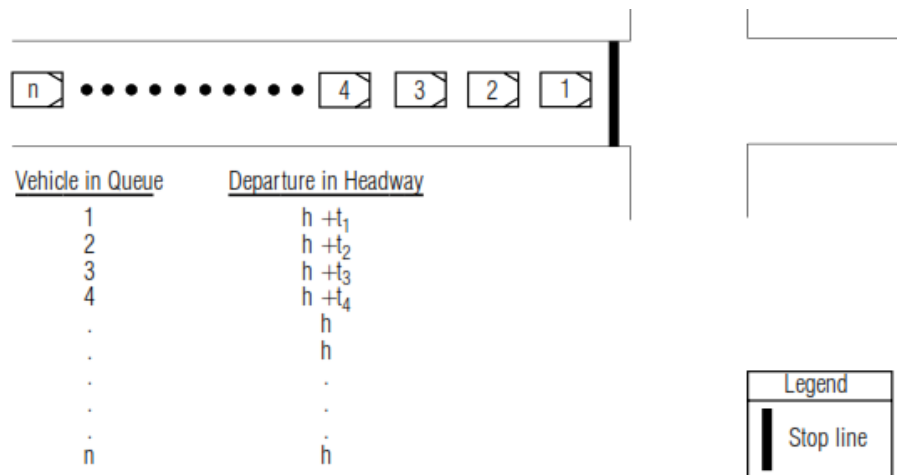 n 4 3 2 1
Vehicle in Queue Departure in Headway
1 h +t₁
2 h +t₂
3 h +t₃
4 h +t₄
. h
. h
. .
. .
. .
n h
Legend
Stop line